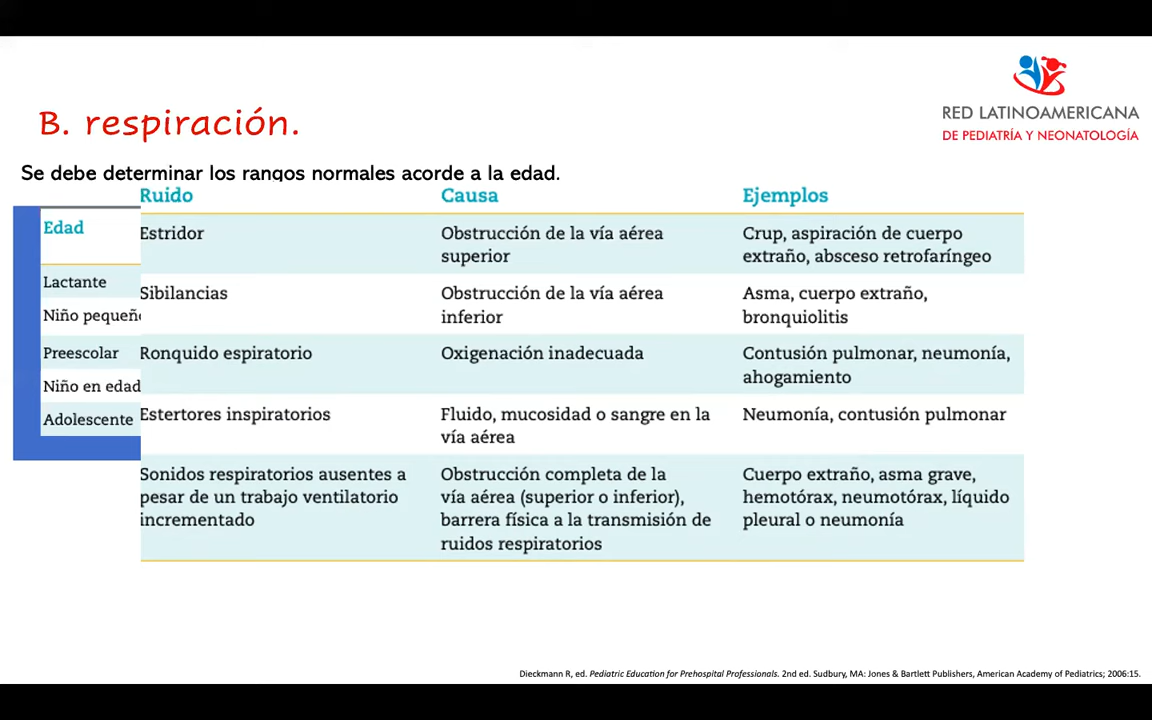 RED LATINOAMERICANA
DE PEDIATRÍA Y NEONATOLOGÍA
B. respiración.
Se debe determinar los rangos normales acorde a la edad.
Edad
Lactante
Niño pequeño
Preescolar
Niño en edad
Adolescente
Ruido Causa Ejemplos
Estridor Obstrucción de la vía aérea Crup, aspiración de cuerpo
superior extraño, absceso retrofaríngeo
Sibilancias Obstrucción de la vía aérea Asma, cuerpo extraño,
inferior bronquiolitis
Ronquido espiratorio Oxigenación inadecuada Contusión pulmonar, neumonía,
ahogamiento
Estertores inspiratorios Fluido, mucosidad o sangre en la Neumonía, contusión pulmonar
vía aérea
Sonidos respiratorios ausentes a Obstrucción completa de la Cuerpo extraño, asma grave,
pesar de un trabajo ventilatorio vía aérea (superior o inferior), hemotórax, neumotórax, líquido
incrementado barrera física a la transmisión de pleural o neumonía
ruidos respiratorios
Dieckmann R, ed. Pediatric Education for Prehospital Professionals. 2nd ed. Sudbury, MA: Jones & Bartlett Publishers, American Academy of Pediatrics; 2006:15.